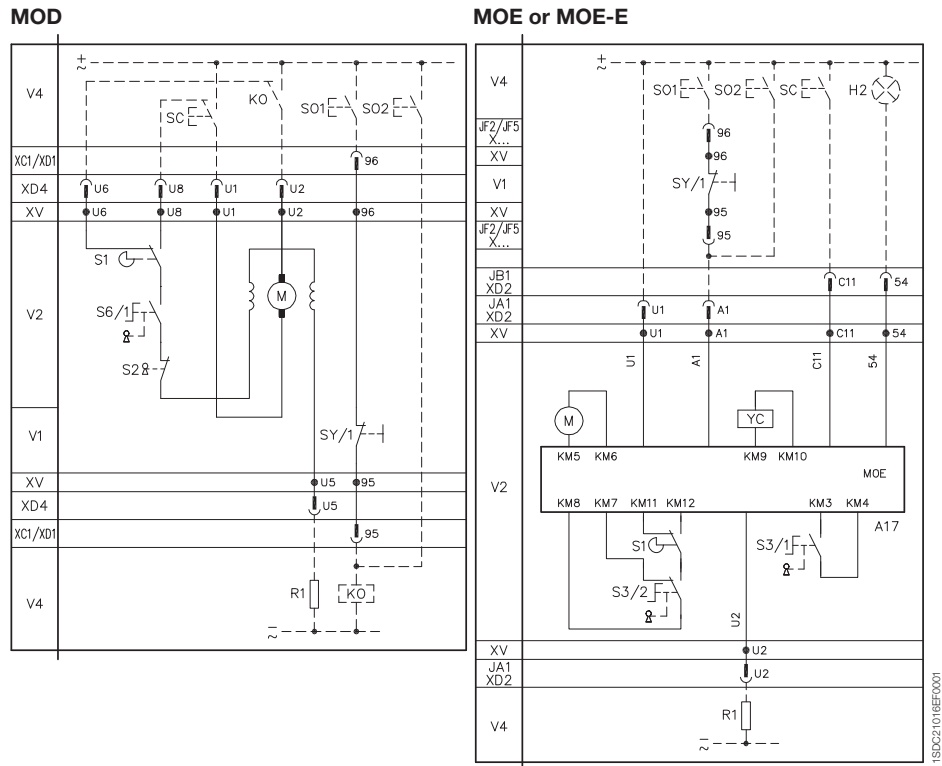 MOD
MOE or MOE-E
±
V4
KO
SC
SO1
SO2
XC1/XD1
96
XD4
U6
U8
U1
U2
XV
U6
U8
U1
U2
96
S1
M
S6/1
V2
S2
V1
SY/1
XV
U5
95
XD4
U5
XC1/XD1
95
V4
R1
KO
±
V4
SO1
SO2
SC
H2
JF2/JF5
X...
96
XV
96
V1
SY/1
XV
95
JF2/JF5
X...
95
JB1
XD2
C11
54
JA1
XD2
U1
A1
XV
U1
A1
C11
54
U1
A1
C11
54
M
YC
KM5
KM6
KM9
KM10
MOE
V2
KM8
KM7
KM11
KM12
KM3
KM4
A17
S1
S3/1
S3/2
U2
XV
U2
JA1
XD2
U2
V4
R1
1SDC21016EF0001